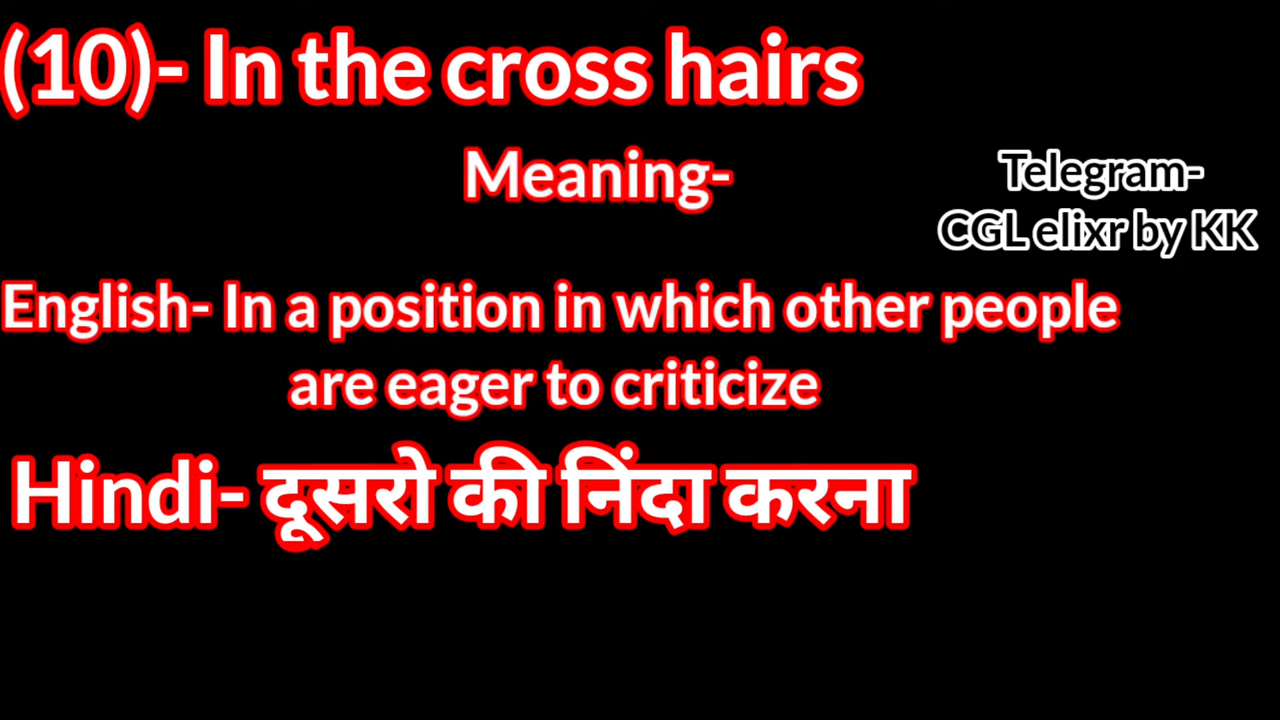 (10)- In the cross hairs
Meaning-
Telegram-
CGL elixr by KK
English- In a position in which other people
are eager to criticize
Hindi- दूसरो की निंदा करना